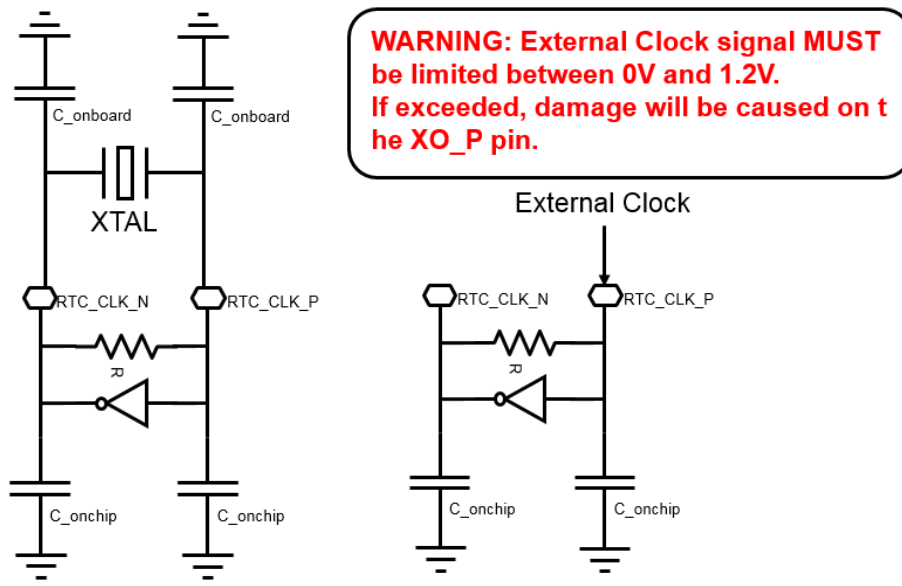 WARNING: External Clock signal MUST
be limited between 0V and 1.2V.
If exceeded, damage will be caused on t
he XO_P pin.
C_onboard
C_onboard
XTAL
External Clock
RTC_CLK_N
RTC_CLK_P
RTC_CLK_N
RTC_CLK_P
R
R
C_onchip
C_onchip
C_onchip
C_onchip